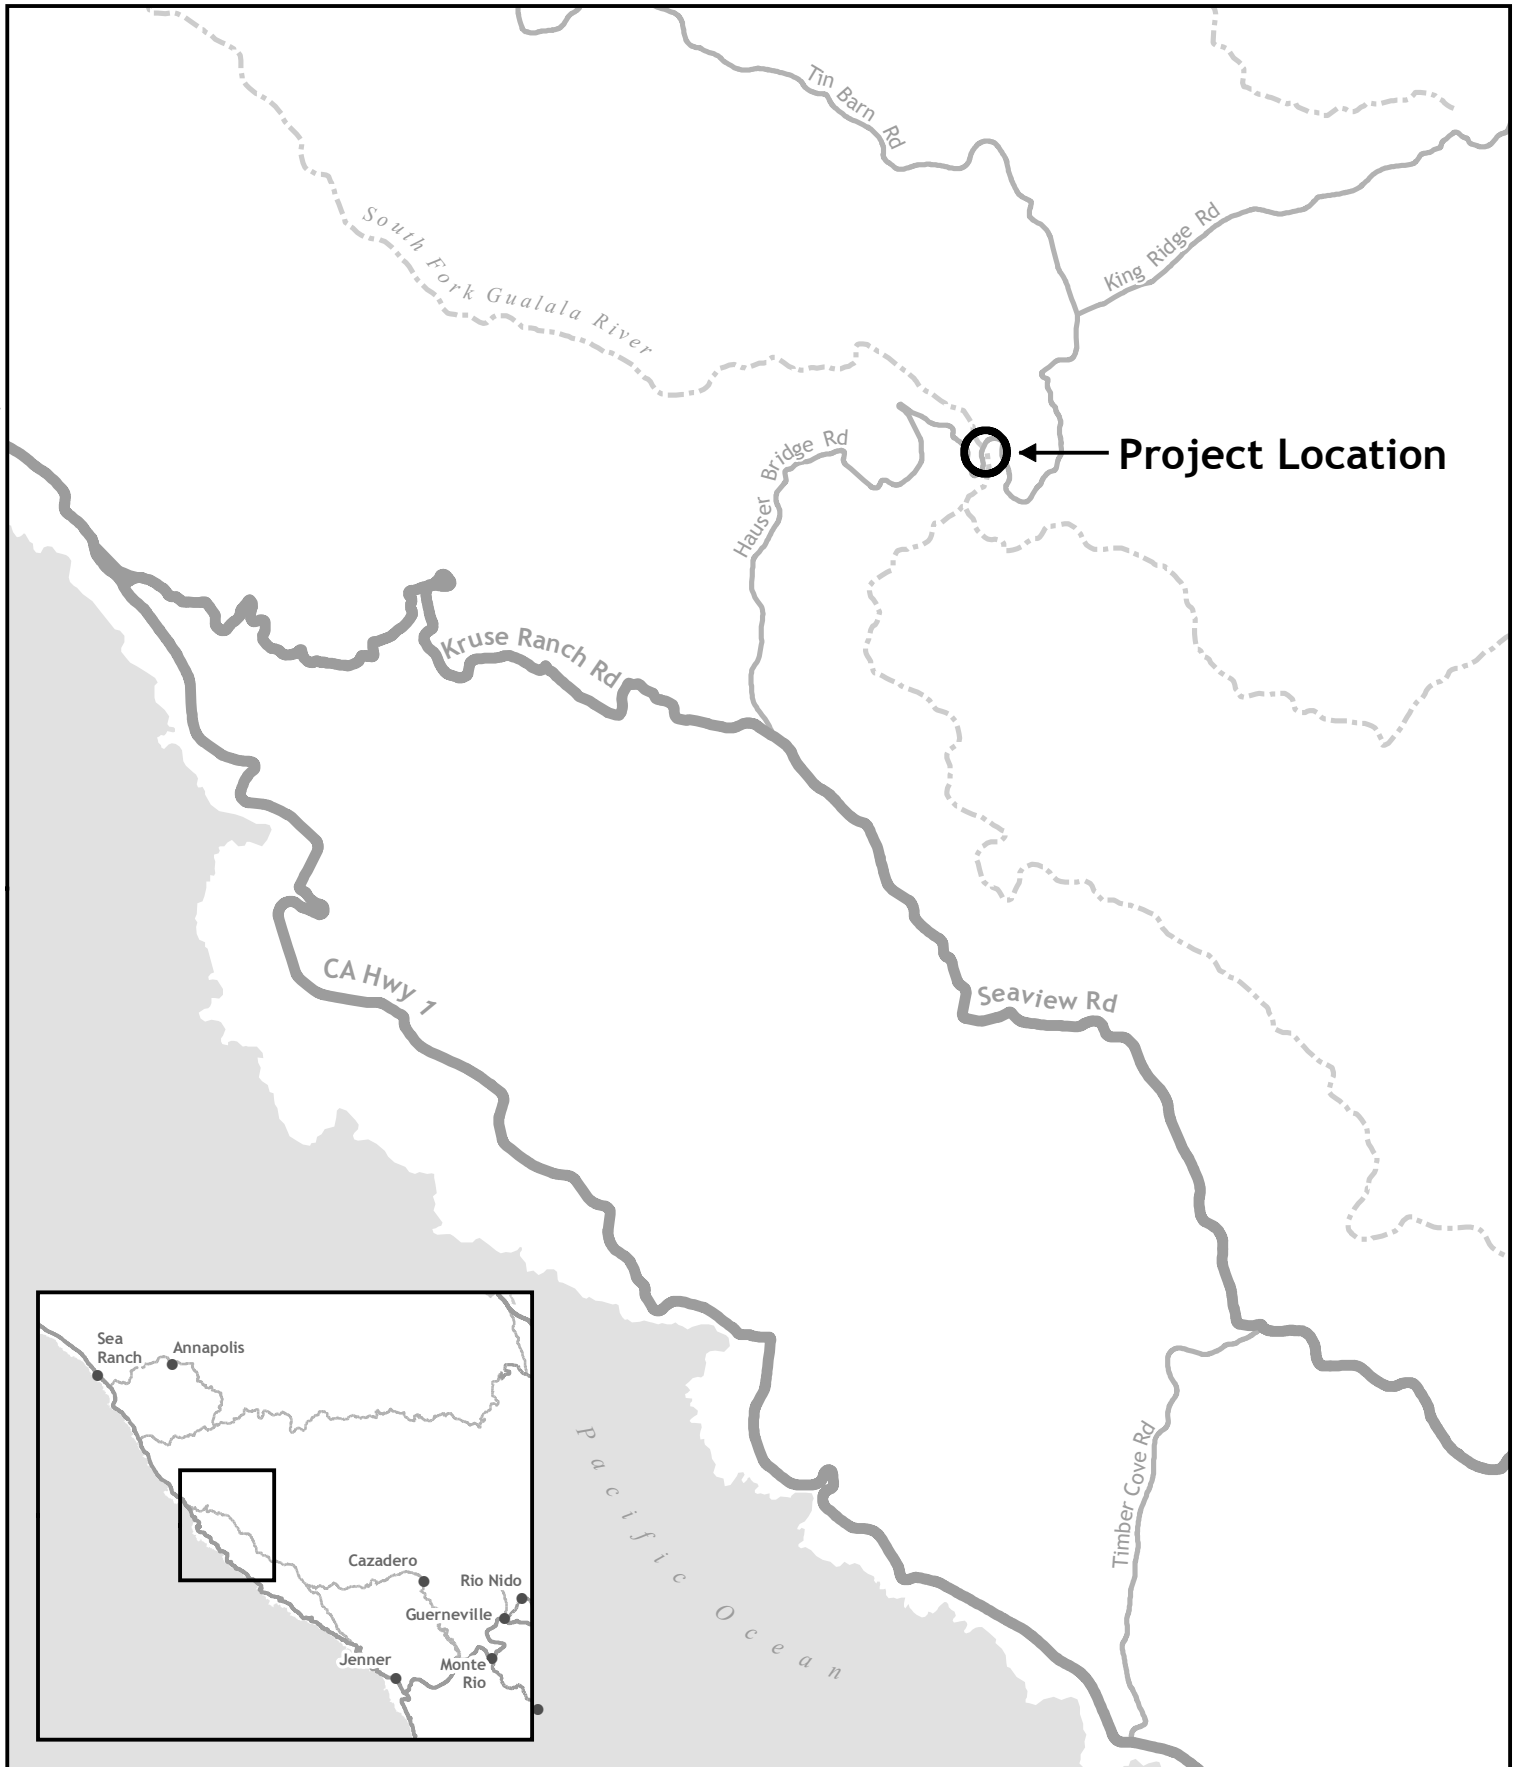 Tin Barn Rd
South Fork Gualala River
King Ridge Rd
Hauser Bridge Rd
Project Location
Kruse Ranch Rd
CA Hwy 1
Seaview Rd
Timber Cove Rd
Pacific Ocean
Sea
Ranch
Annapolis
Cazadero
Rio Nido
Guerneville
Jenner
Monte
Rio